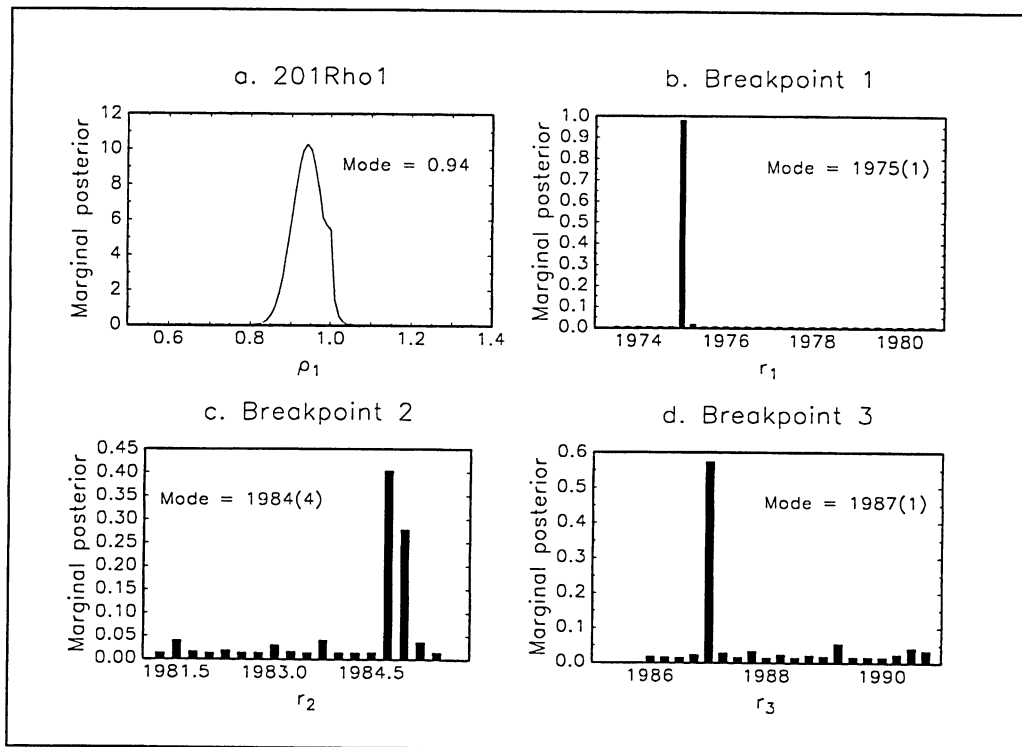 a. 201Rho1
Marginal posterior
12
10
8
6
4
2
0
Mode = 0.94
0.6 0.8 1.0 1.2 1.4
ρ1
b. Breakpoint 1
Marginal posterior
1.0
0.9
0.8
0.7
0.6
0.5
0.4
0.3
0.2
0.1
0.0
Mode = 1975(1)
1974 1976 1978 1980
r1
c. Breakpoint 2
Marginal posterior
0.45
0.40
0.35
0.30
0.25
0.20
0.15
0.10
0.05
0.00
Mode = 1984(4)
1981.5 1983.0 1984.5
r2
d. Breakpoint 3
Marginal posterior
0.6
0.5
0.4
0.3
0.2
0.1
0.0
Mode = 1987(1)
1986 1988 1990
r3